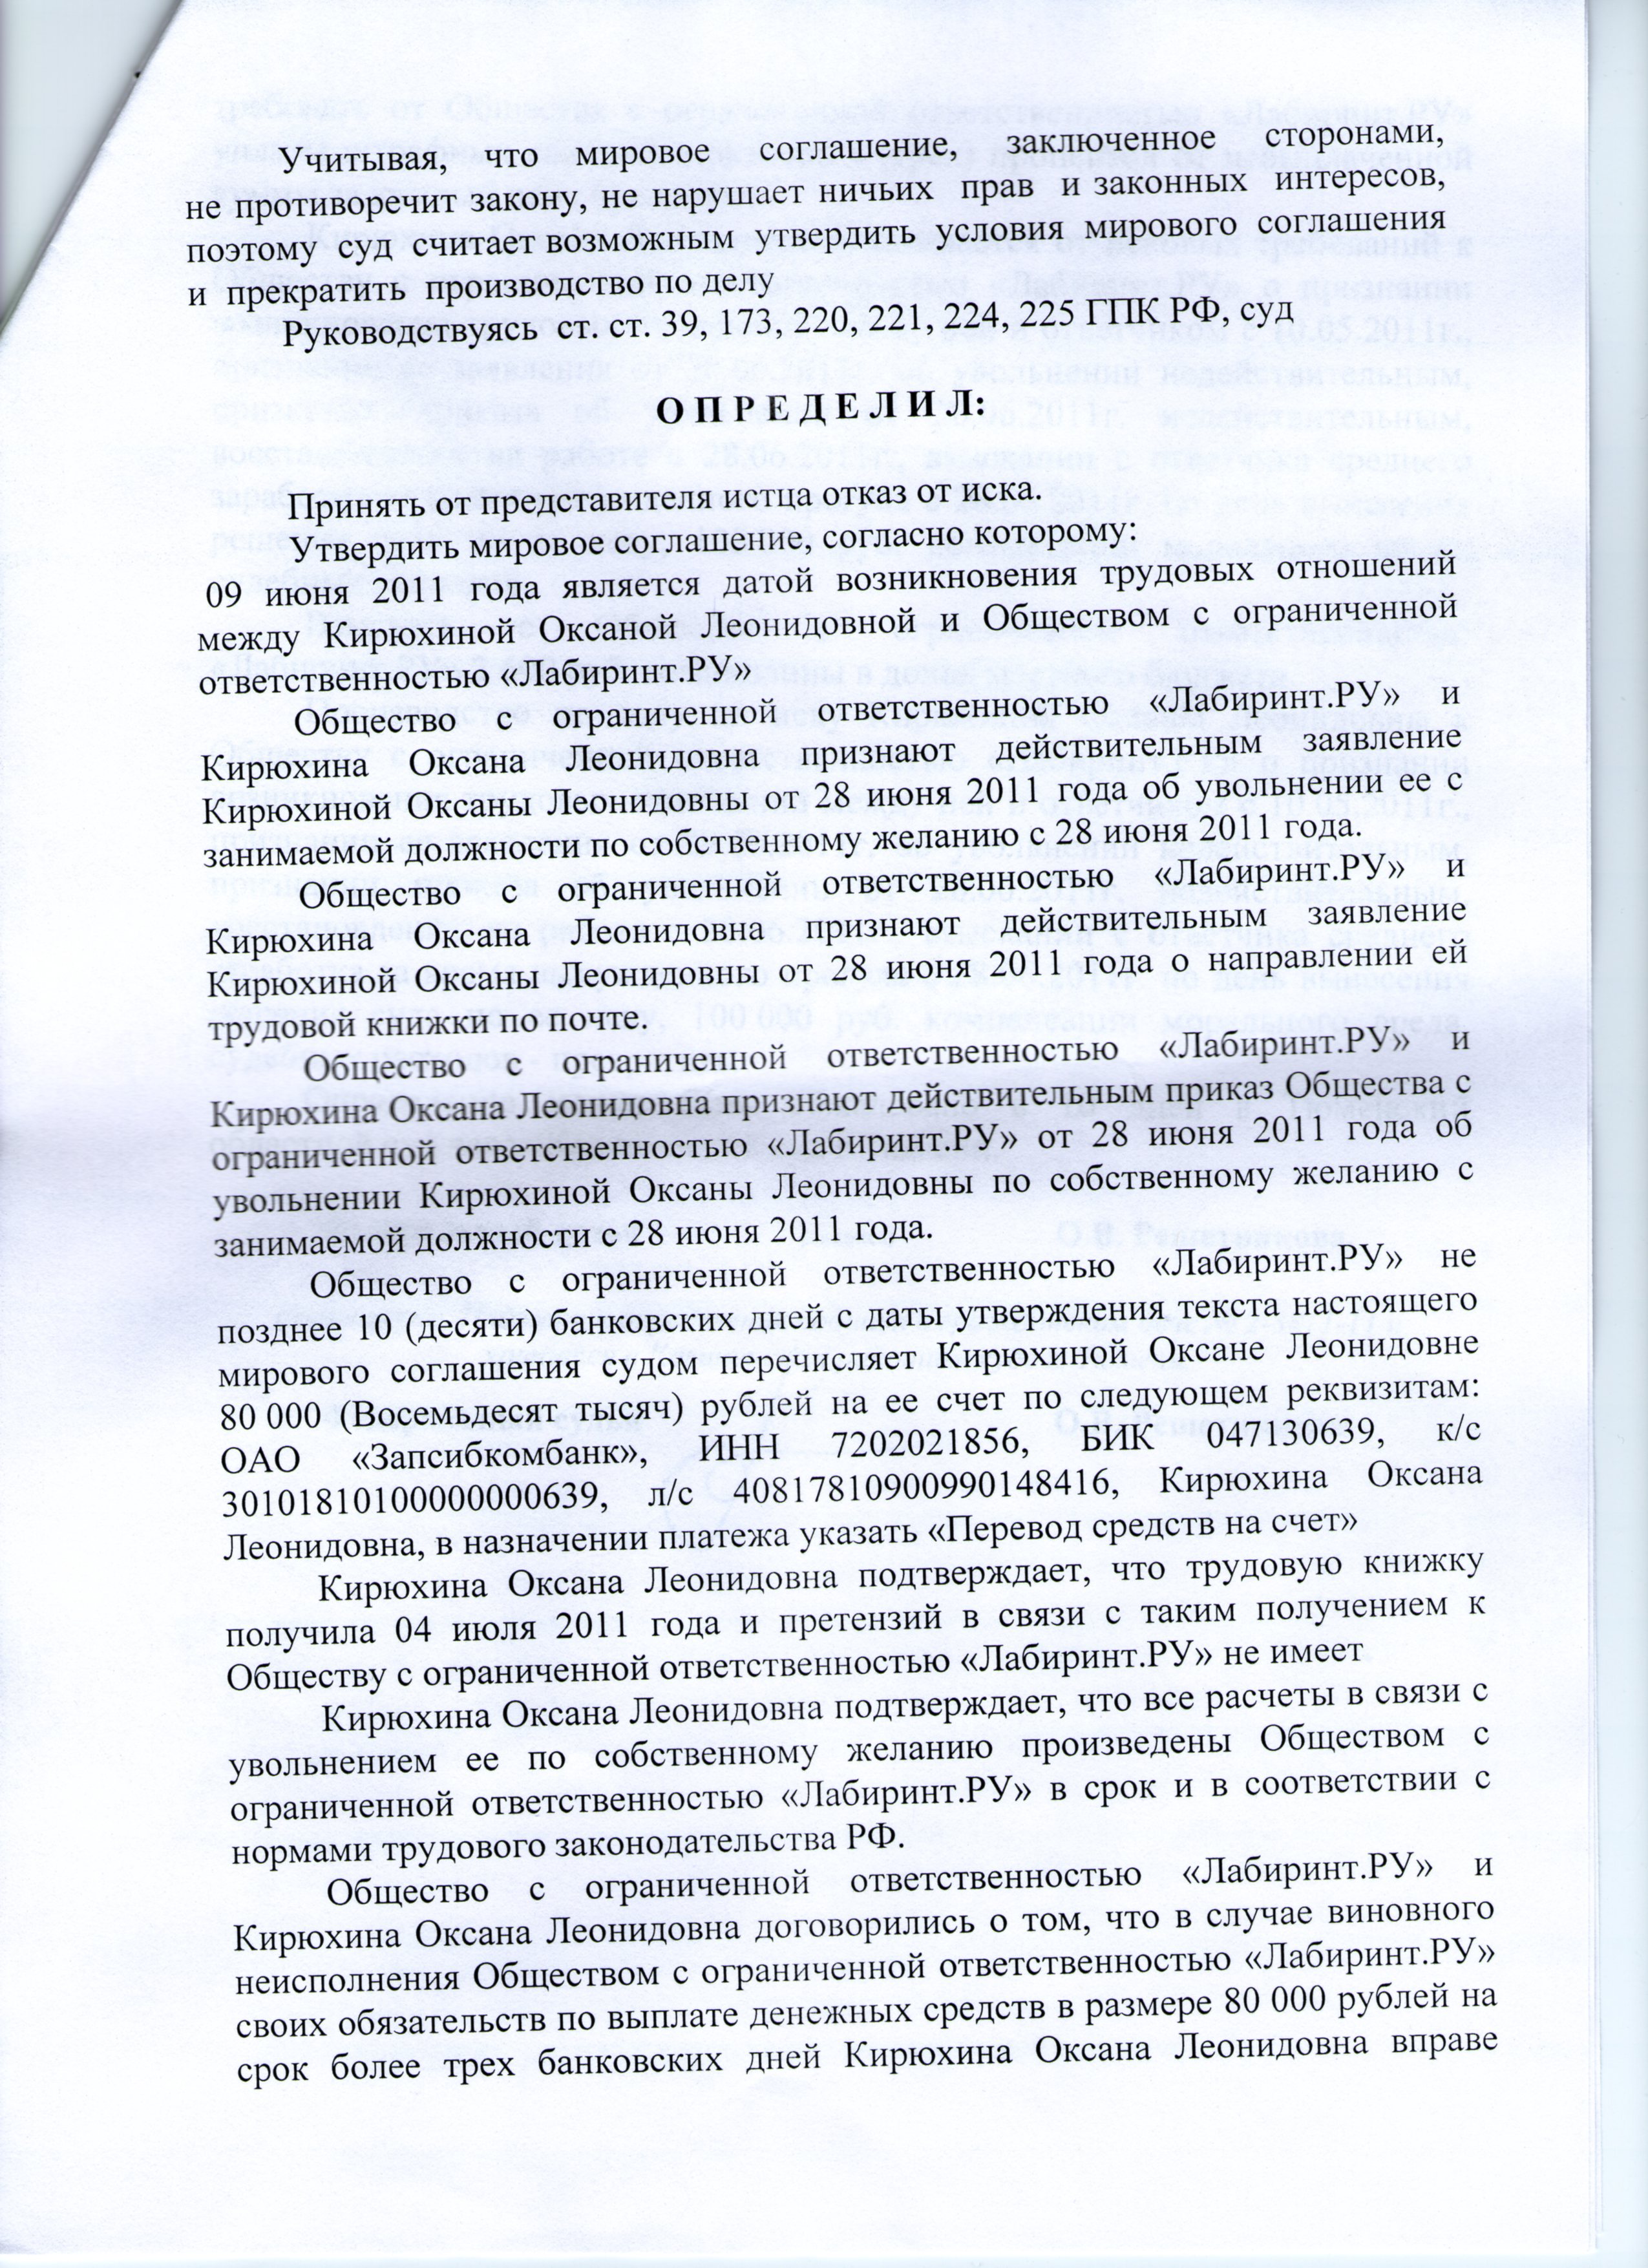 Учитывая, что мировое соглашение, заключенное сторонами,
не противоречит закону, не нарушает ничьих прав и законных интересов,
поэтому суд считает возможным утвердить условия мирового соглашения
и прекратить производство по делу
Руководствуясь ст. ст. 39, 173, 220, 221, 224, 225 ГПК РФ, суд
О П Р Е Д Е Л И Л:
Принять от представителя истца отказ от иска.
Утвердить мировое соглашение, согласно которому:
09 июня 2011 года является датой возникновения трудовых отношений
между Кирюхиной Оксаной Леонидовной и Обществом с ограниченной
ответственностью «Лабиринт.РУ»
Общество с ограниченной ответственностью «Лабиринт.РУ» и
Кирюхина Оксана Леонидовна признают действительным заявление
Кирюхиной Оксаны Леонидовны от 28 июня 2011 года об увольнении ее с
занимаемой должности по собственному желанию с 28 июня 2011 года.
Общество с ограниченной ответственностью «Лабиринт.РУ» и
Кирюхина Оксана Леонидовна признают действительным заявление
Кирюхиной Оксаны Леонидовны от 28 июня 2011 года о направлении ей
трудовой книжки по почте.
Общество с ограниченной ответственностью «Лабиринт.РУ» и
Кирюхина Оксана Леонидовна признают действительным приказ Общества с
ограниченной ответственностью «Лабиринт.РУ» от 28 июня 2011 года об
увольнении Кирюхиной Оксаны Леонидовны по собственному желанию с
занимаемой должности с 28 июня 2011 года.
Общество с ограниченной ответственностью «Лабиринт.РУ» не
позднее 10 (десяти) банковских дней с даты утверждения текста настоящего
мирового соглашения судом перечисляет Кирюхиной Оксане Леонидовне
80 000 (Восемьдесят тысяч) рублей на ее счет по следующем реквизитам:
ОАО «Запсибкомбанк», ИНН 7202021856, БИК 047130639, к/с
30101810100000000639, л/с 40817810900990148416, Кирюхина Оксана
Леонидовна, в назначении платежа указать «Перевод средств на счет»
Кирюхина Оксана Леонидовна подтверждает, что трудовую книжку
получила 04 июля 2011 года и претензий в связи с таким получением к
Обществу с ограниченной ответственностью «Лабиринт.РУ» не имеет
Кирюхина Оксана Леонидовна подтверждает, что все расчеты в связи с
увольнением ее по собственному желанию произведены Обществом с
ограниченной ответственностью «Лабиринт.РУ» в срок и в соответствии с
нормами трудового законодательства РФ.
Общество с ограниченной ответственностью «Лабиринт.РУ» и
Кирюхина Оксана Леонидовна договорились о том, что в случае виновного
неисполнения Обществом с ограниченной ответственностью «Лабиринт.РУ»
своих обязательств по выплате денежных средств в размере 80 000 рублей на
срок более трех банковских дней Кирюхина Оксана Леонидовна вправе